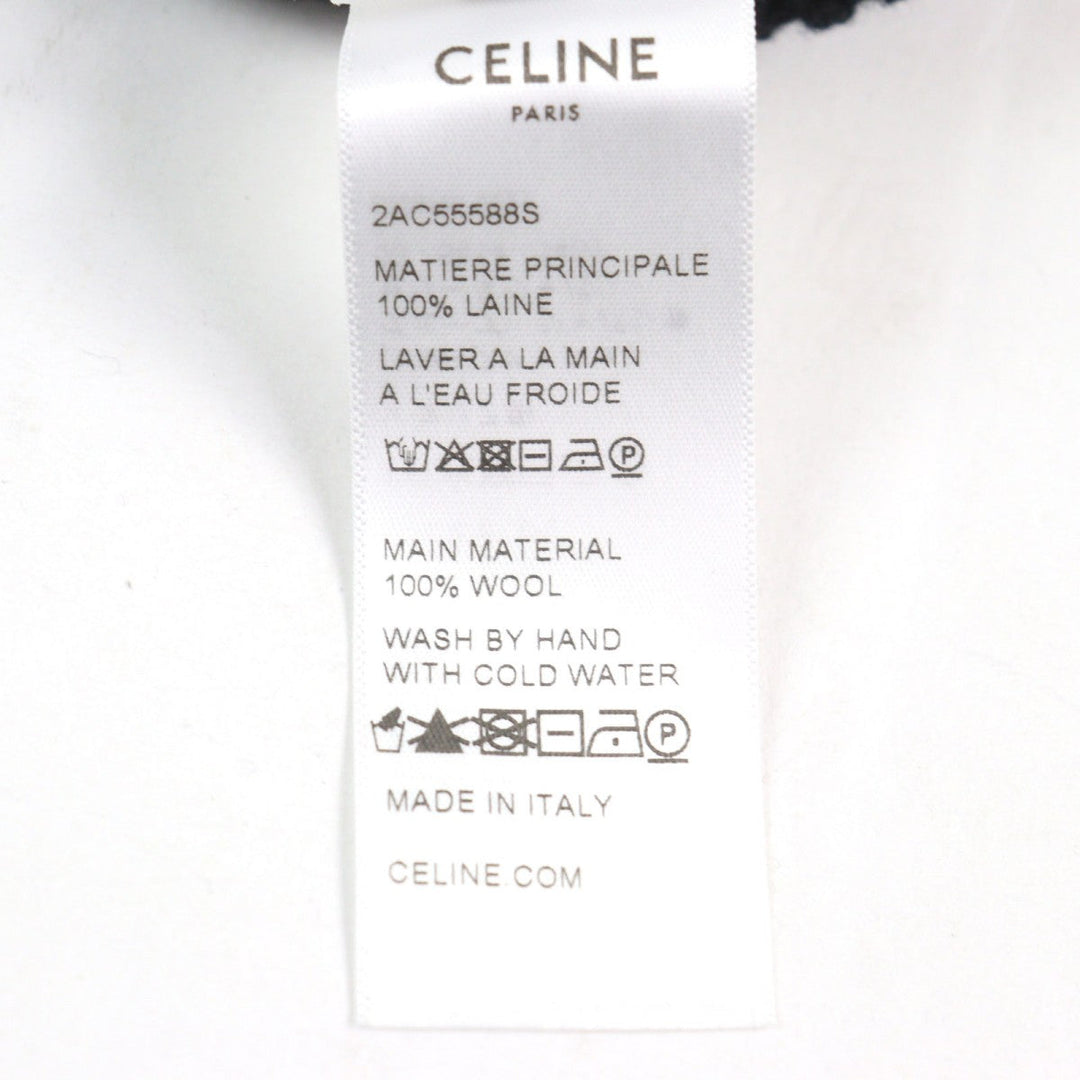 CELINE
PARIS
2AC55588S
MATIERE PRINCIPALE
100% LAINE
LAVER A LA MAIN
A L'EAU FROIDE
P
MAIN MATERIAL
100% WOOL
WASH BY HAND
WITH COLD WATER
P
MADE IN ITALY
CELINE.COM